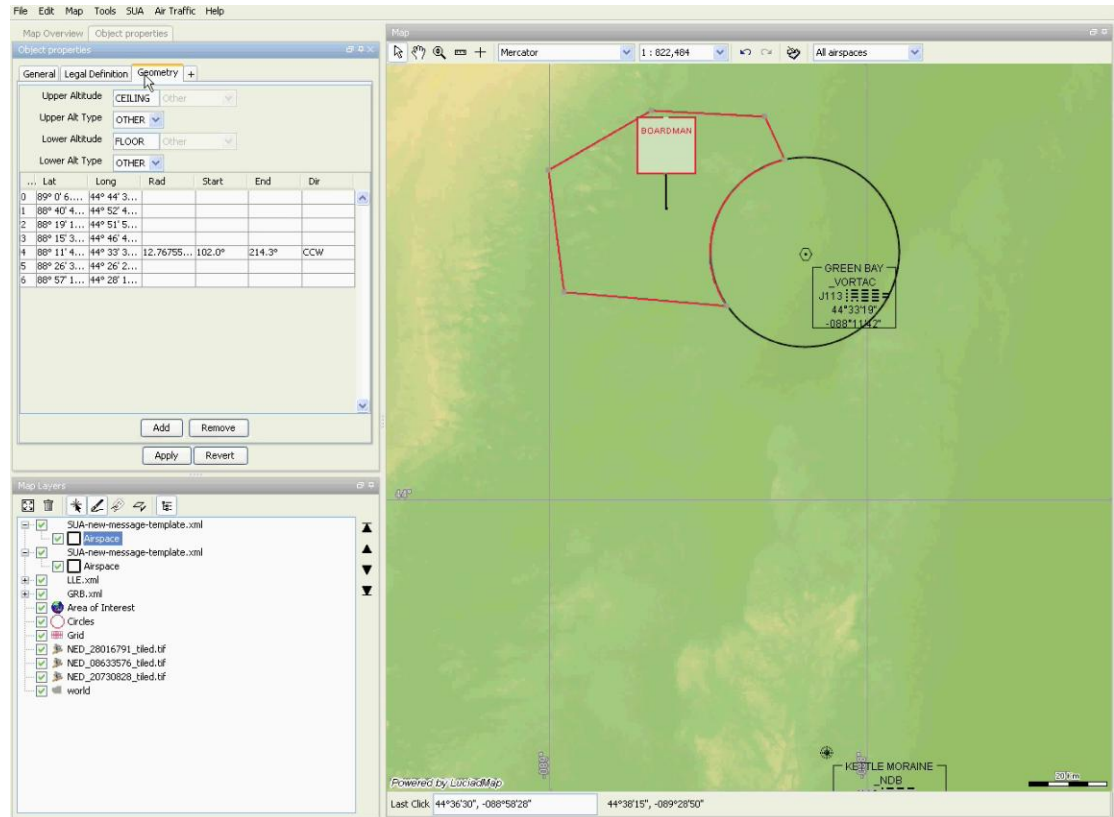 File Edit Map Tools SUA Air Traffic Help
Map Overview Object properties
Object properties
General Legal Definition Geometry +
Upper Altitude CEILING Other
Upper Alt Type OTHER
Lower Altitude FLOOR Other
Lower Alt Type OTHER
... Lat Long Rad Start End Dir
0 89° 0' 6.... 44° 44' 3...
1 88° 40' 4... 44° 52' 4...
2 88° 19' 1... 44° 51' 5...
3 88° 15' 3... 44° 46' 4...
4 88° 11' 4... 44° 33' 3... 12.76755... 102.0° 214.3° CCW
5 88° 26' 3... 44° 26' 2...
6 88° 57' 1... 44° 28' 1...
Add Remove
Apply Revert
Map Layers
SUA-new-message-template.xml
Airspace
SUA-new-message-template.xml
Airspace
LLE.xml
GRB.xml
Area of Interest
Circles
Grid
NED_28016791_tiled.tif
NED_08633576_tiled.tif
NED_20730828_tiled.tif
world
Map
Mercator 1 : 822,484 All airspaces
BOARDMAN
GREEN BAY
_VORTAC
J113
44°33'19"
-088°11'42"
44°
-089°
KETTLE MORAINE
_NDB
Powered by LuciadMap
20 km
Last Click 44°36'30", -088°58'28" 44°38'15", -089°28'50"